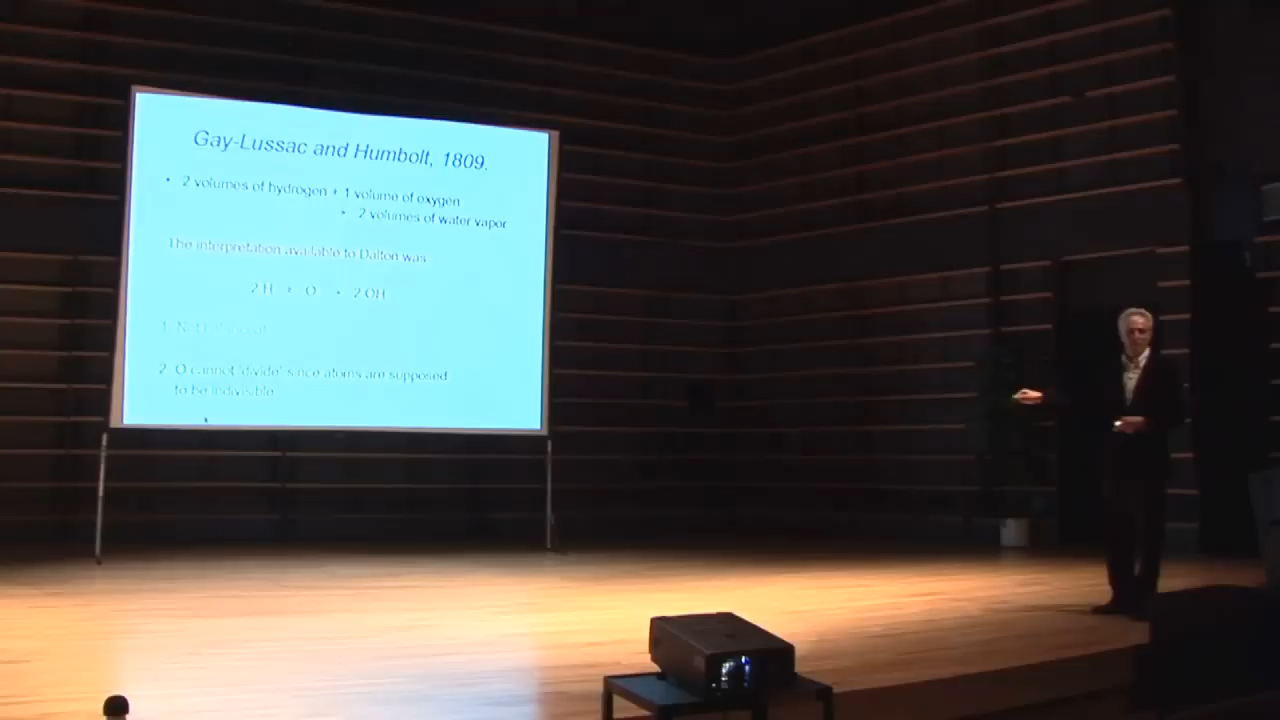 Gay-Lussac and Humbolt, 1809.
• 2 volumes of hydrogen + 1 volume of oxygen
2 volumes of water vapor
The interpretation available to Dalton was
2 H + O 2 OH
1.
2. O cannot 'divide' since atoms are supposed
to be indivisible